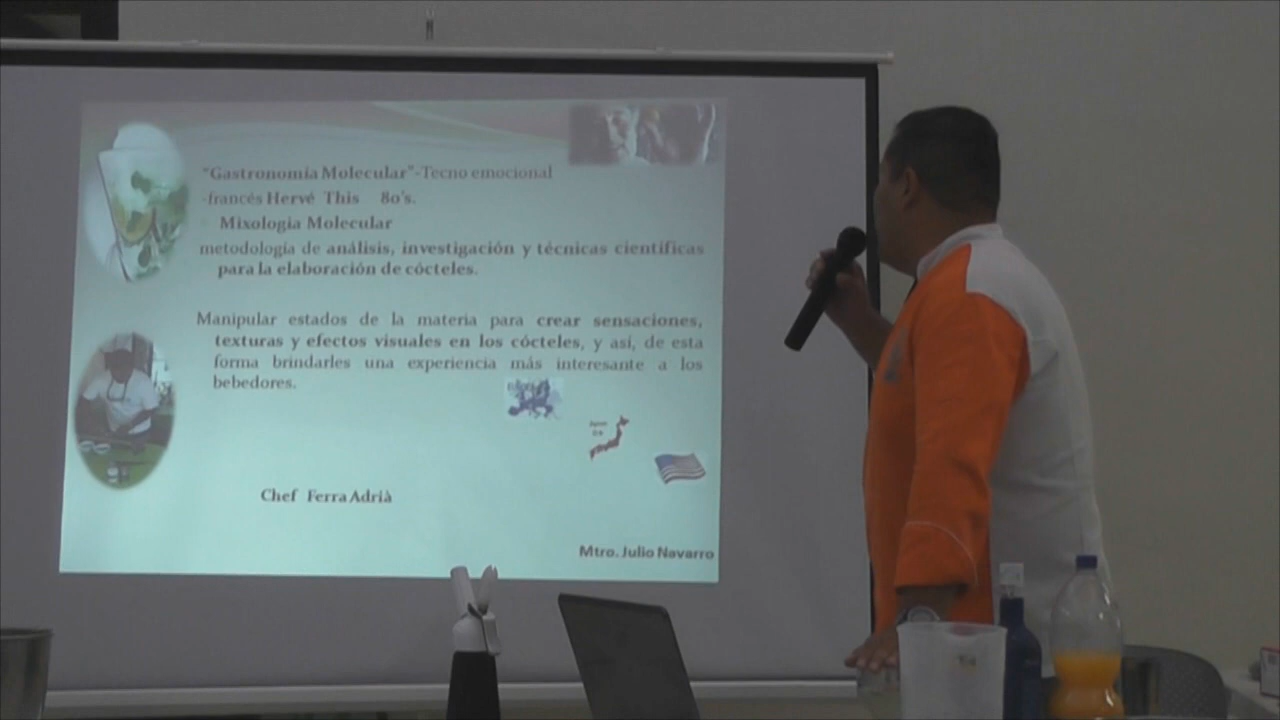 "Gastronomía Molecular"-Tecno emocional
-francés Hervé This 80's.
Mixología Molecular
metodología de análisis, investigación y técnicas científicas
para la elaboración de cócteles.
Manipular estados de la materia para crear sensaciones,
texturas y efectos visuales en los cócteles, y así, de esta
forma brindarles una experiencia más interesante a los
bebedores.
Chef Ferra Adrià
Mtro. Julio Navarro